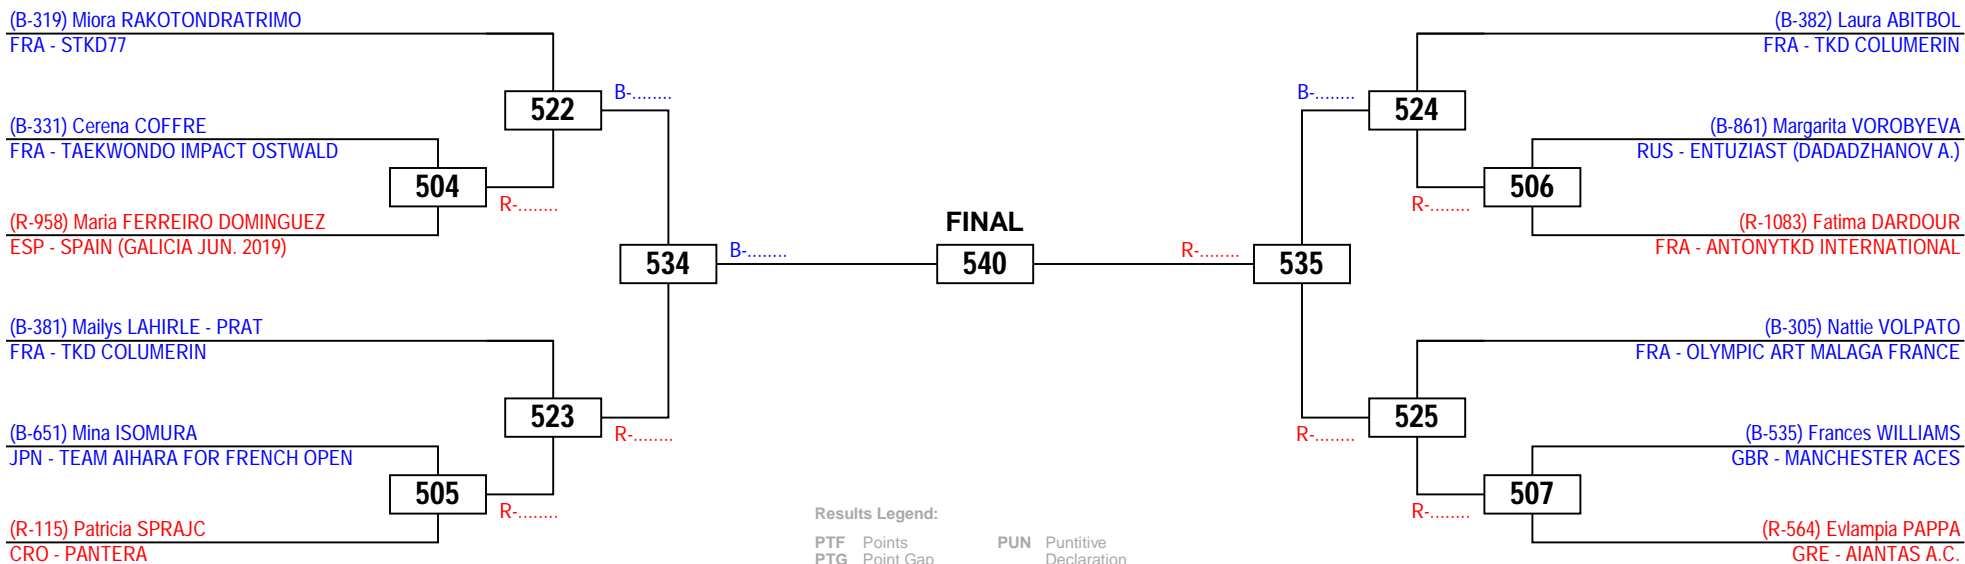 (B-319) Miora RAKOTONDRATRIMO
FRA - STKD77
522
B-........
(B-331) Cerena COFFRE
FRA - TAEKWONDO IMPACT OSTWALD
504
R-........
(R-958) Maria FERREIRO DOMINGUEZ
ESP - SPAIN (GALICIA JUN. 2019)
534
B-........
(B-381) Mailys LAHIRLE - PRAT
FRA - TKD COLUMERIN
523
R-........
(B-651) Mina ISOMURA
JPN - TEAM AIHARA FOR FRENCH OPEN
505
R-........
(R-115) Patricia SPRAJC
CRO - PANTERA
FINAL
540
(B-382) Laura ABITBOL
FRA - TKD COLUMERIN
B-........
524
(B-861) Margarita VOROBYEVA
RUS - ENTUZIAST (DADADZHANOV A.)
506
R-........
(R-1083) Fatima DARDOUR
FRA - ANTONYTKD INTERNATIONAL
R-........
535
(B-305) Nattie VOLPATO
FRA - OLYMPIC ART MALAGA FRANCE
525
R-........
(B-535) Frances WILLIAMS
GBR - MANCHESTER ACES
507
R-........
(R-564) Evlampia PAPPA
GRE - AIANTAS A.C.
Results Legend:
PTF Points PUN Puntitive
PTG Point Gap Declaration